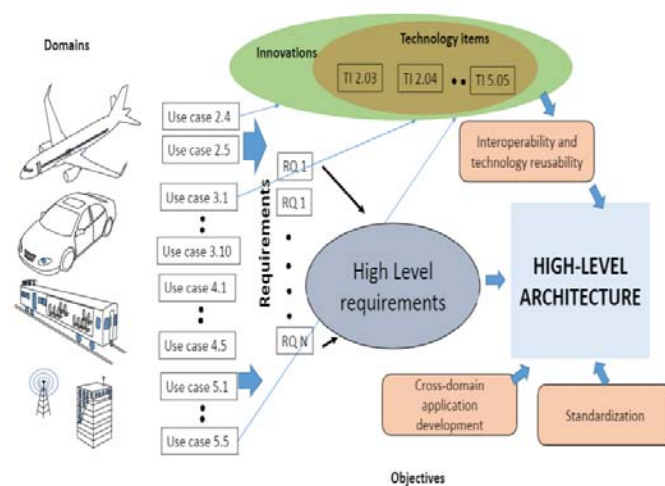 Domains
Innovations
Technology items
TI 2.03
TI 2.04
TI 5.05
Use case 2.4
Use case 2.5
Use case 3.1
Use case 3.10
Use case 4.1
Use case 4.5
Use case 5.1
Use case 5.5
Requirements
RQ 1
RQ 1
RQ N
High Level
requirements
Interoperability and
technology reusability
HIGH-LEVEL
ARCHITECTURE
Cross-domain
application
development
Standardization
Objectives